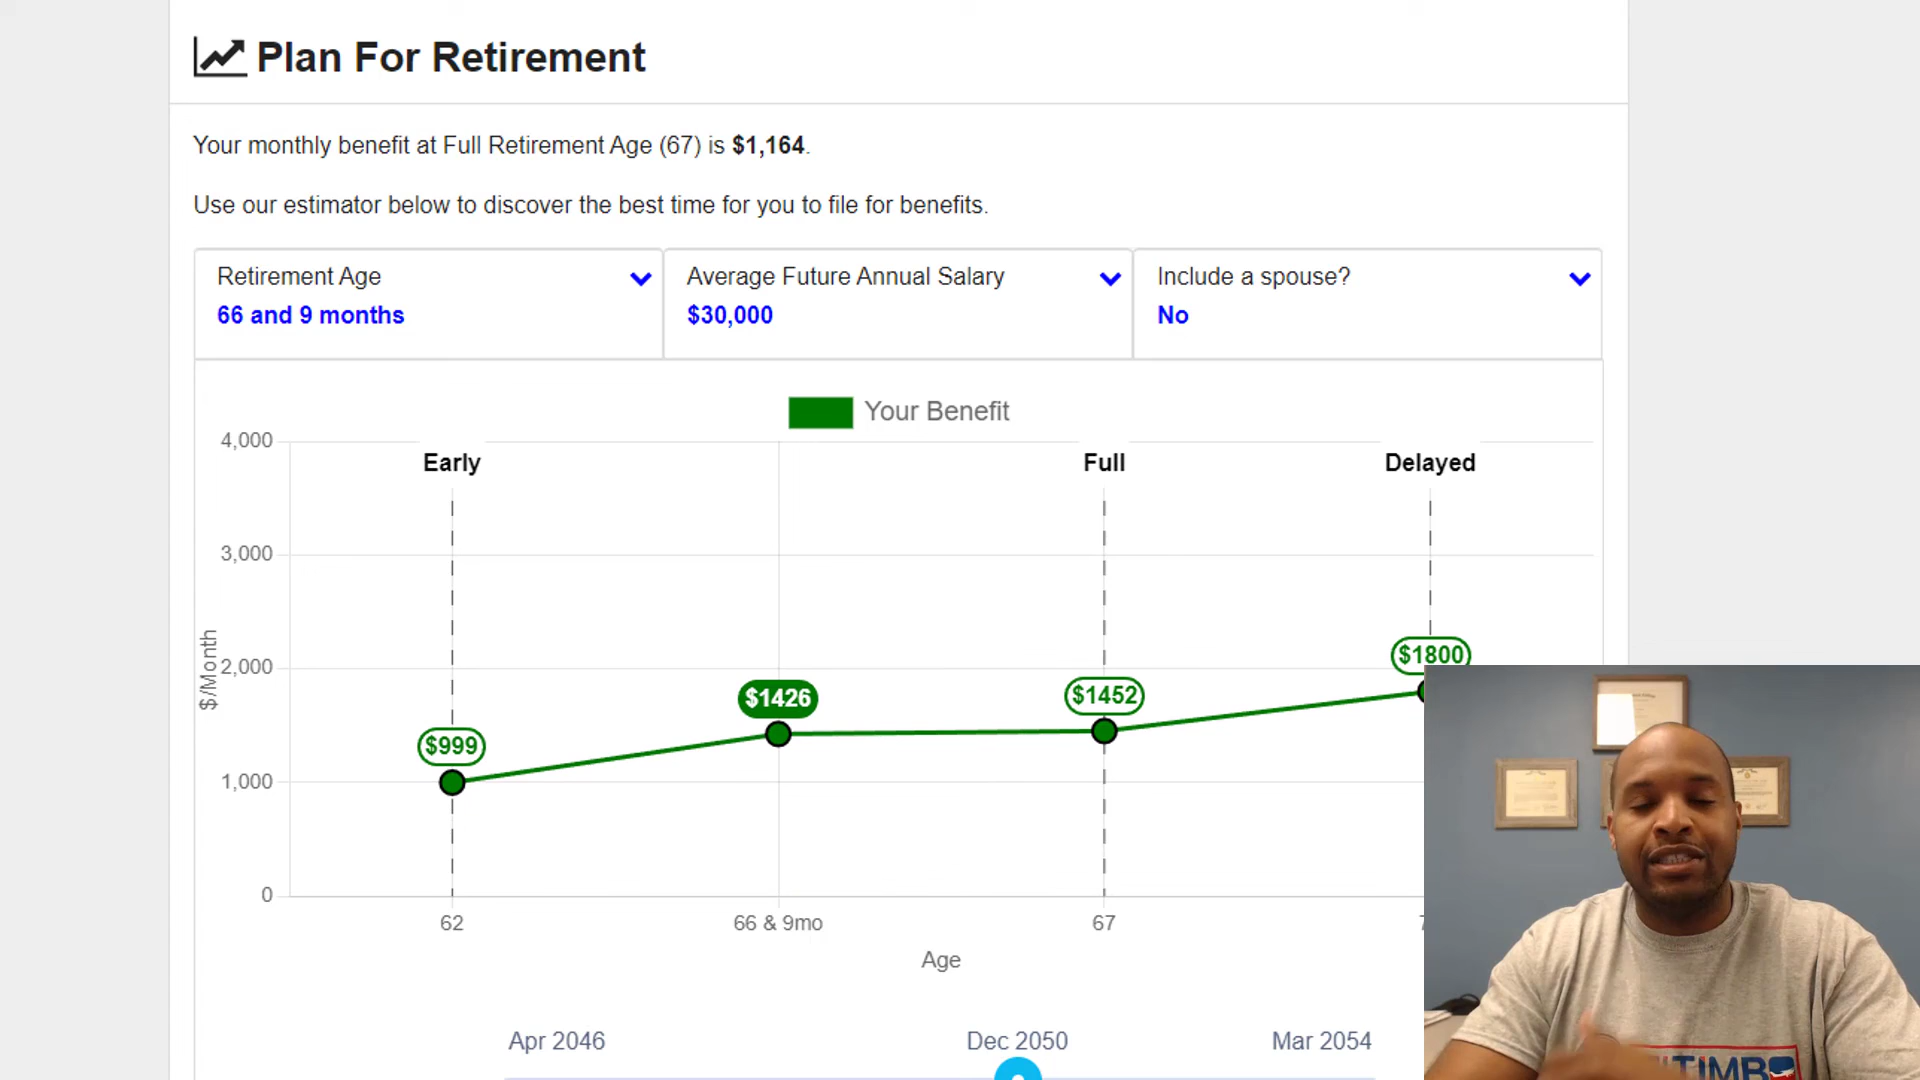 Plan For Retirement
Your monthly benefit at Full Retirement Age (67) is $1,164.
Use our estimator below to discover the best time for you to file for benefits.
Retirement Age
66 and 9 months
Average Future Annual Salary
$30,000
Include a spouse?
No
Your Benefit
4,000
3,000
2,000
1,000
0
$/Month
Early
Full
Delayed
$999
$1426
$1452
$1800
62
66 & 9mo
67
Age
Apr 2046
Dec 2050
Mar 2054